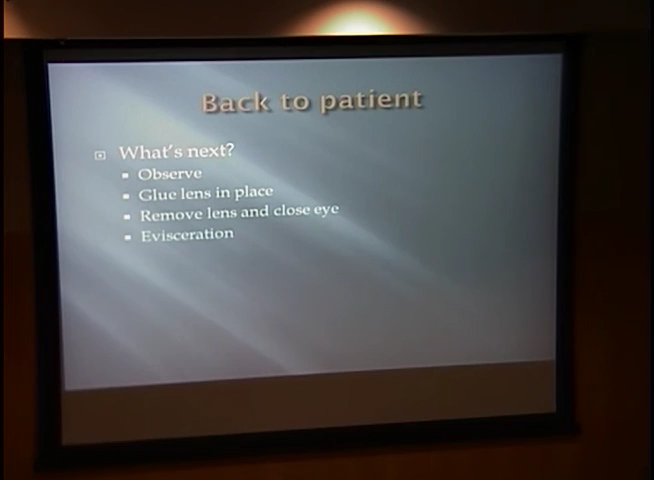 Back to patient
What's next?
Observe
Glue lens in place
Remove lens and close eye
Evisceration